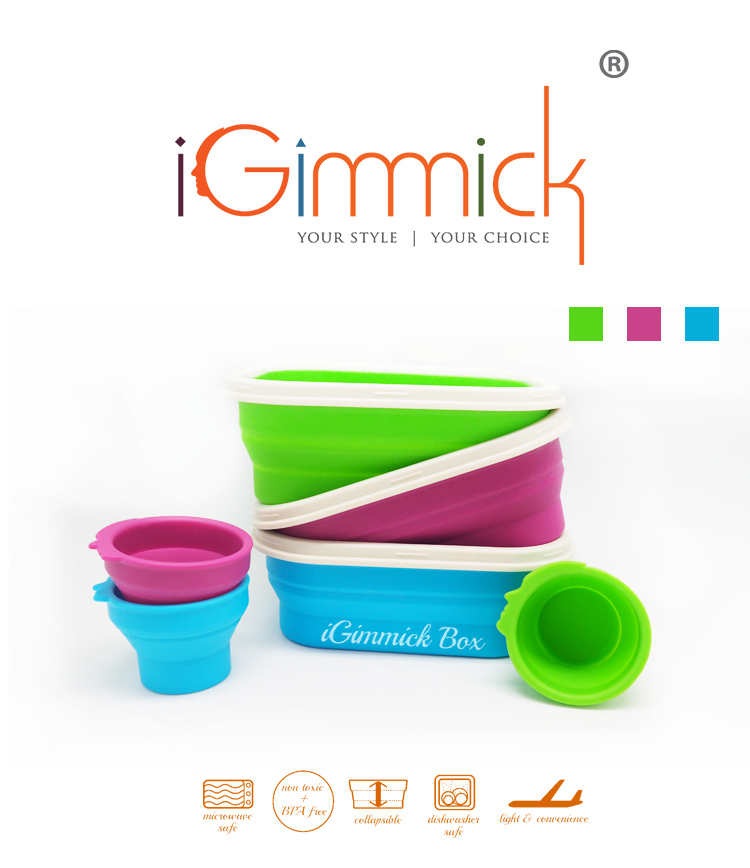 ®
iGimmick
YOUR STYLE | YOUR CHOICE
iGimmick Box
microwave
safe
non toxic
+
BPA free
collapsible
dishwasher
safe
light & convenience